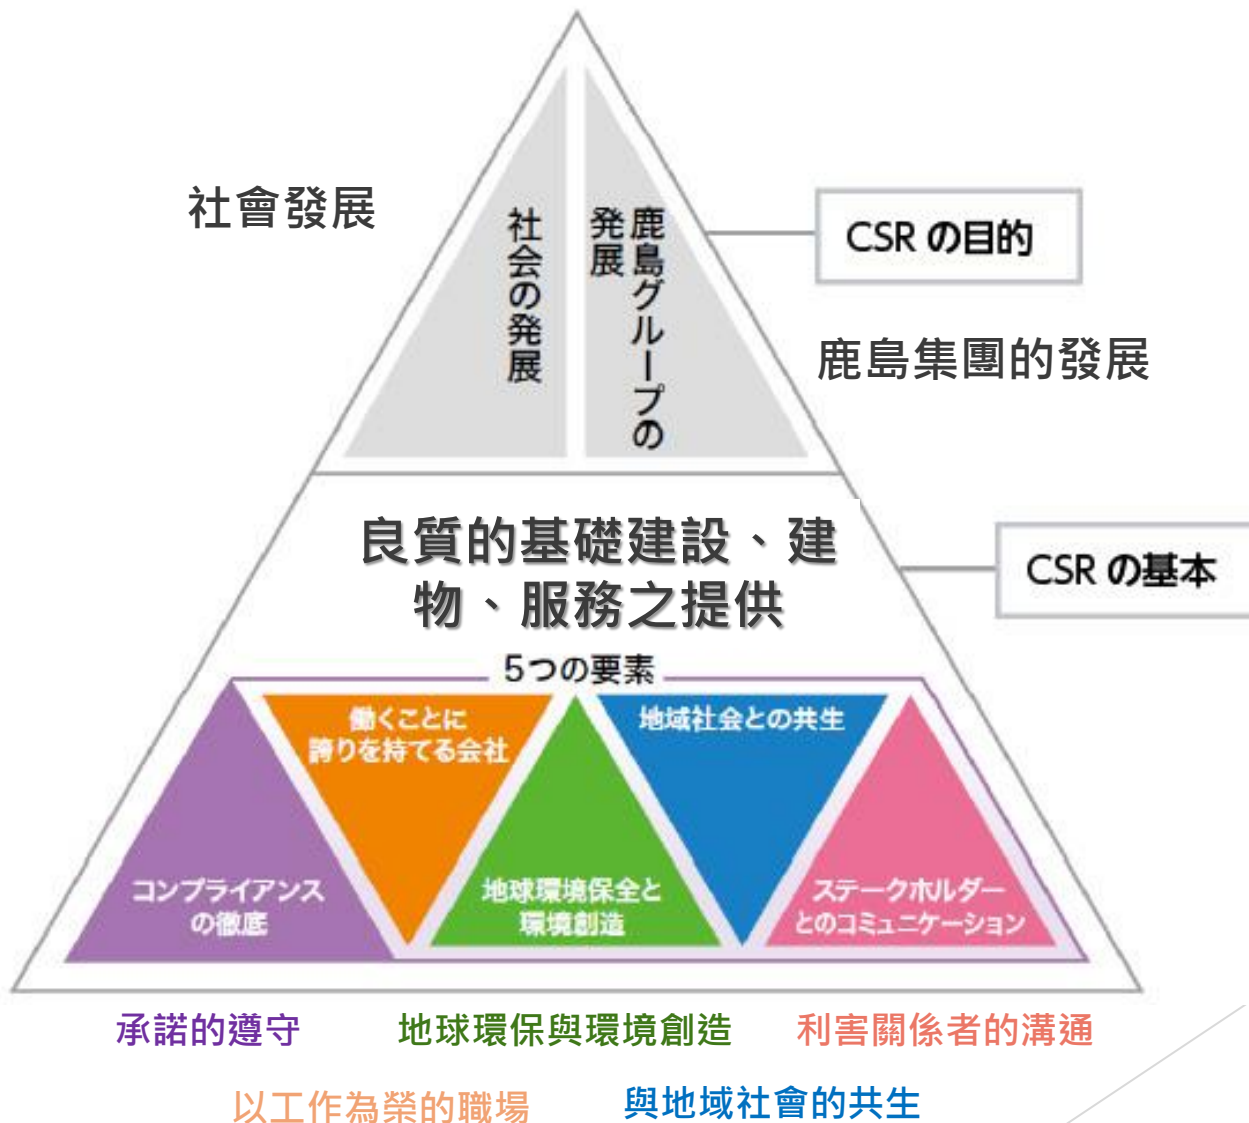 社會發展
社会の発展
鹿島グループの
発展
CSR の目的
鹿島集團的發展
良質的基礎建設、建
物、服務之提供
CSR の基本
5つの要素
働くことに
誇りを持てる会社
地域社会との共生
コンプライアンス
の徹底
地球環境保全と
環境創造
ステークホルダー
とのコミュニケーション
承諾的遵守
地球環保與環境創造
利害關係者的溝通
以工作為榮的職場
與地域社會的共生